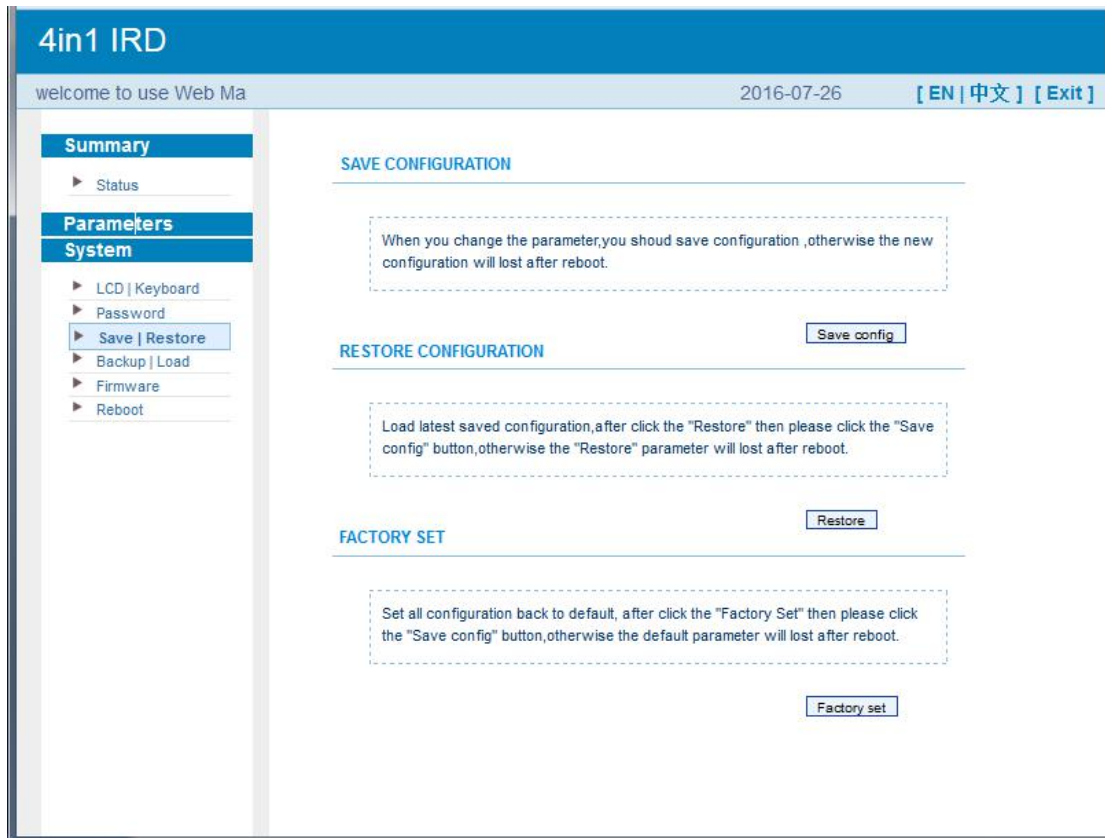 4in1 IRD
welcome to use Web Ma 2016-07-26 [ EN | 中文 ] [ Exit ]
Summary
Status
Parameters
System
LCD | Keyboard
Password
Save | Restore
Backup | Load
Firmware
Reboot
SAVE CONFIGURATION
When you change the parameter,you shoud save configuration ,otherwise the new
configuration will lost after reboot.
Save config
RESTORE CONFIGURATION
Load latest saved configuration,after click the "Restore" then please click the "Save
config" button,otherwise the "Restore" parameter will lost after reboot.
Restore
FACTORY SET
Set all configuration back to default, after click the "Factory Set" then please click
the "Save config" button,otherwise the default parameter will lost after reboot.
Factory set